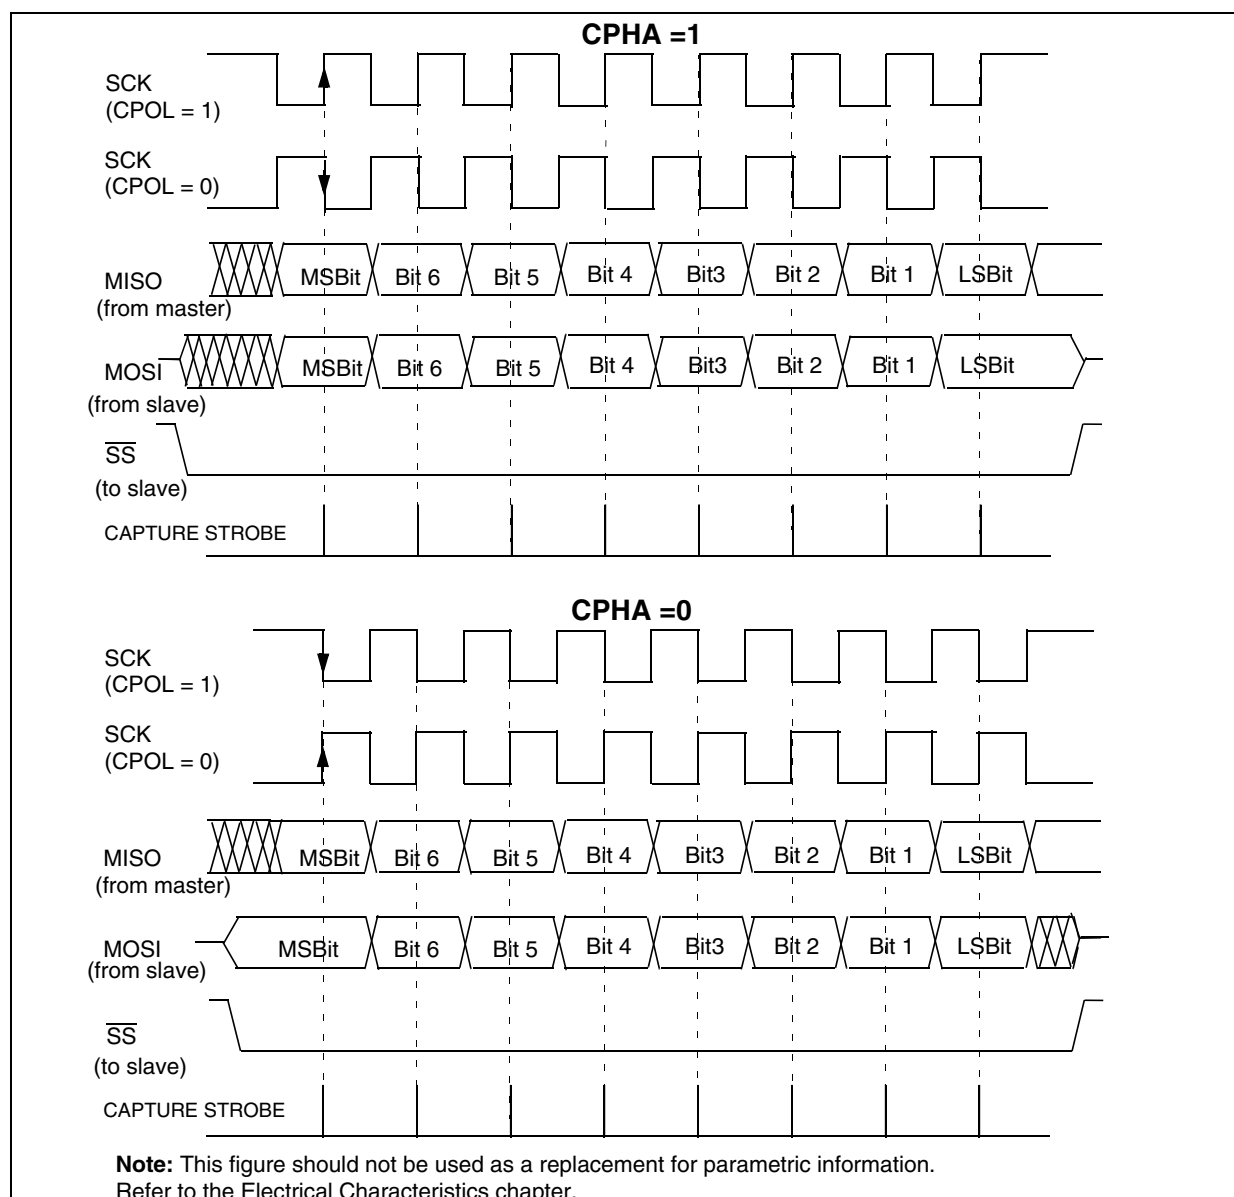 CPHA =1
SCK
(CPOL = 1)
SCK
(CPOL = 0)
MISO
(from master)
MSBit Bit 6 Bit 5 Bit 4 Bit3 Bit 2 Bit 1 LSBit
MOSI
(from slave)
MSBit Bit 6 Bit 5 Bit 4 Bit3 Bit 2 Bit 1 LSBit
SS
(to slave)
CAPTURE STROBE
CPHA =0
SCK
(CPOL = 1)
SCK
(CPOL = 0)
MISO
(from master)
MSBit Bit 6 Bit 5 Bit 4 Bit3 Bit 2 Bit 1 LSBit
MOSI
(from slave)
MSBit Bit 6 Bit 5 Bit 4 Bit3 Bit 2 Bit 1 LSBit
SS
(to slave)
CAPTURE STROBE
Note: This figure should not be used as a replacement for parametric information.
Refer to the Electrical Characteristics chapter.